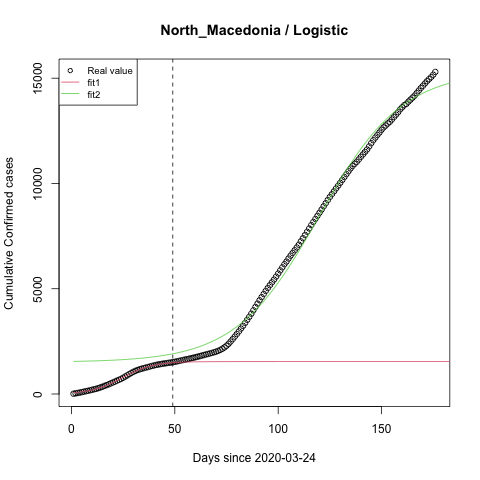 North_Macedonia / Logistic
Real value
fit1
fit2
Cumulative Confirmed cases
15000
10000
5000
0
0 50 100 150
Days since 2020-03-24